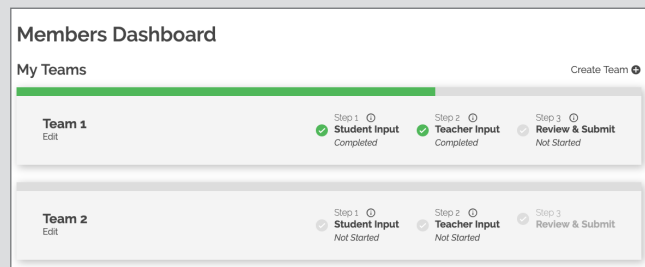 Members Dashboard
My Teams
Create Team
Team 1
Edit
Step 1
Student Input
Completed
Step 2
Teacher Input
Completed
Step 3
Review & Submit
Not Started
Team 2
Edit
Step 1
Student Input
Not Started
Step 2
Teacher Input
Not Started
Step 3
Review & Submit